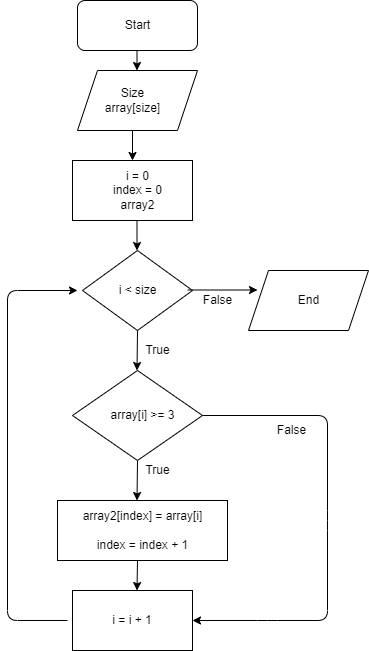 Start
Size
array[size]
i = 0
index = 0
array2
i < size
False
End
True
array[i] >= 3
False
True
array2[index] = array[i]
index = index + 1
i = i + 1